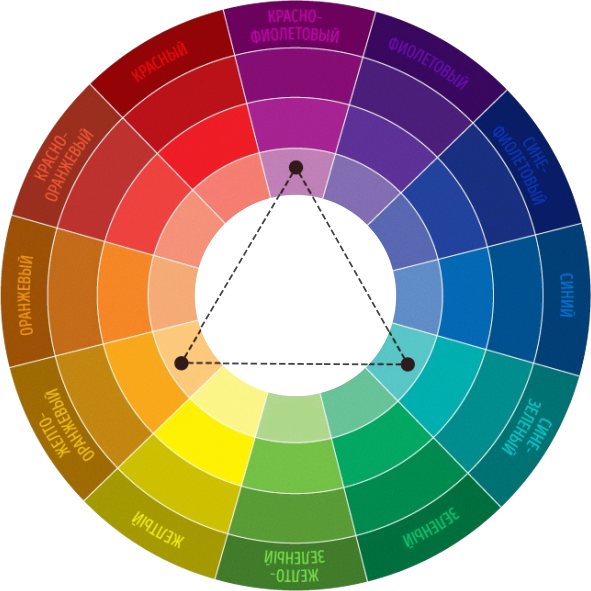 КРАСНО-
ФИОЛЕТОВЫЙ
ФИОЛЕТОВЫЙ
СИНЕ-
ФИОЛЕТОВЫЙ
СИНИЙ
СИНЕ-
ЗЕЛЕНЫЙ
ЗЕЛЕНЫЙ
ЖЕЛТО-
ЗЕЛЕНЫЙ
ЖЕЛТЫЙ
ЖЕЛТО-
ОРАНЖЕВЫЙ
ОРАНЖЕВЫЙ
КРАСНО-
ОРАНЖЕВЫЙ
КРАСНЫЙ